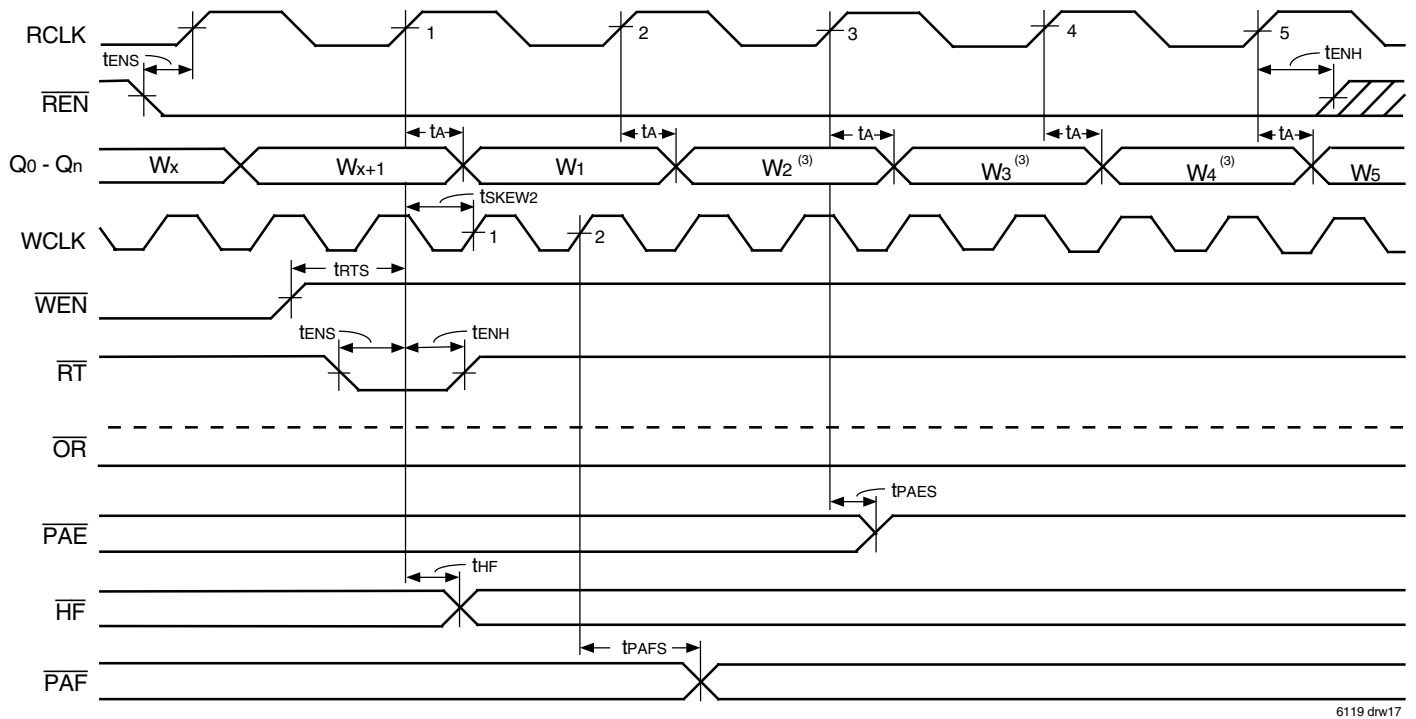 RCLK 1 2 3 4 5
tENS tENH
REN
tA tA tA tA tA
Q0 - Qn Wx Wx+1 W1 W2 (3) W3 (3) W4 (3) W5
tSKEW2
WCLK 1 2
tRTS
WEN
tENS tENH
RT
OR
tPAES
PAE
tHF
HF
tPAFS
PAF
6119 drw17